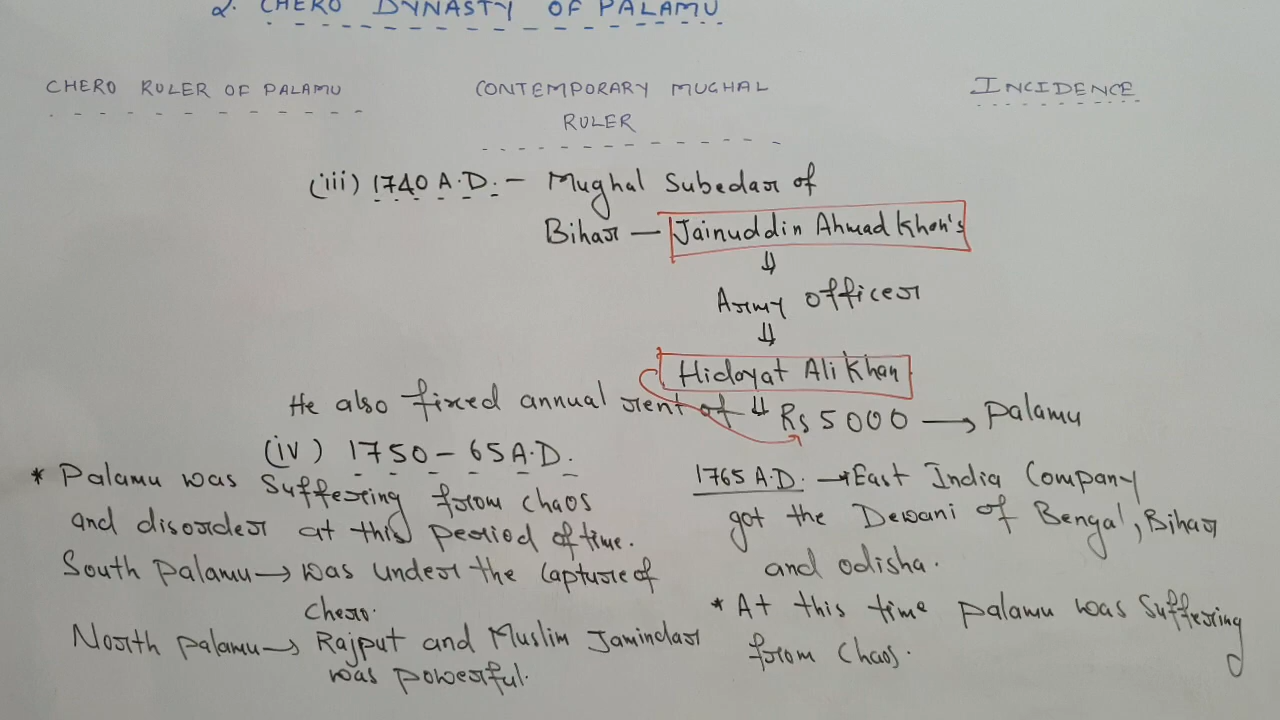 2. CHERO DYNASTY OF PALAMU
CHERO RULER OF PALAMU
CONTEMPORARY MUGHAL
RULER
INCIDENCE
(iii) 1740 A.D. - Mughal Subedar of
Bihar — Jainuddin Ahmad Khan's
⇓
Army officer
⇓
Hidayat Ali Khan
He also fixed annual rent of ⇓ Rs 5000 → Palamu
(iv) 1750 - 65 A.D.
* Palamu was Suffering from chaos
and disorder at this period of time.
South Palamu → was under the capture of
Chero.
North Palamu → Rajput and Muslim Jamindar
was powerful.
1765 A.D. → East India Company
got the Dewani of Bengal, Bihar
and odisha.
* At this time palamu was Suffering
from chaos.